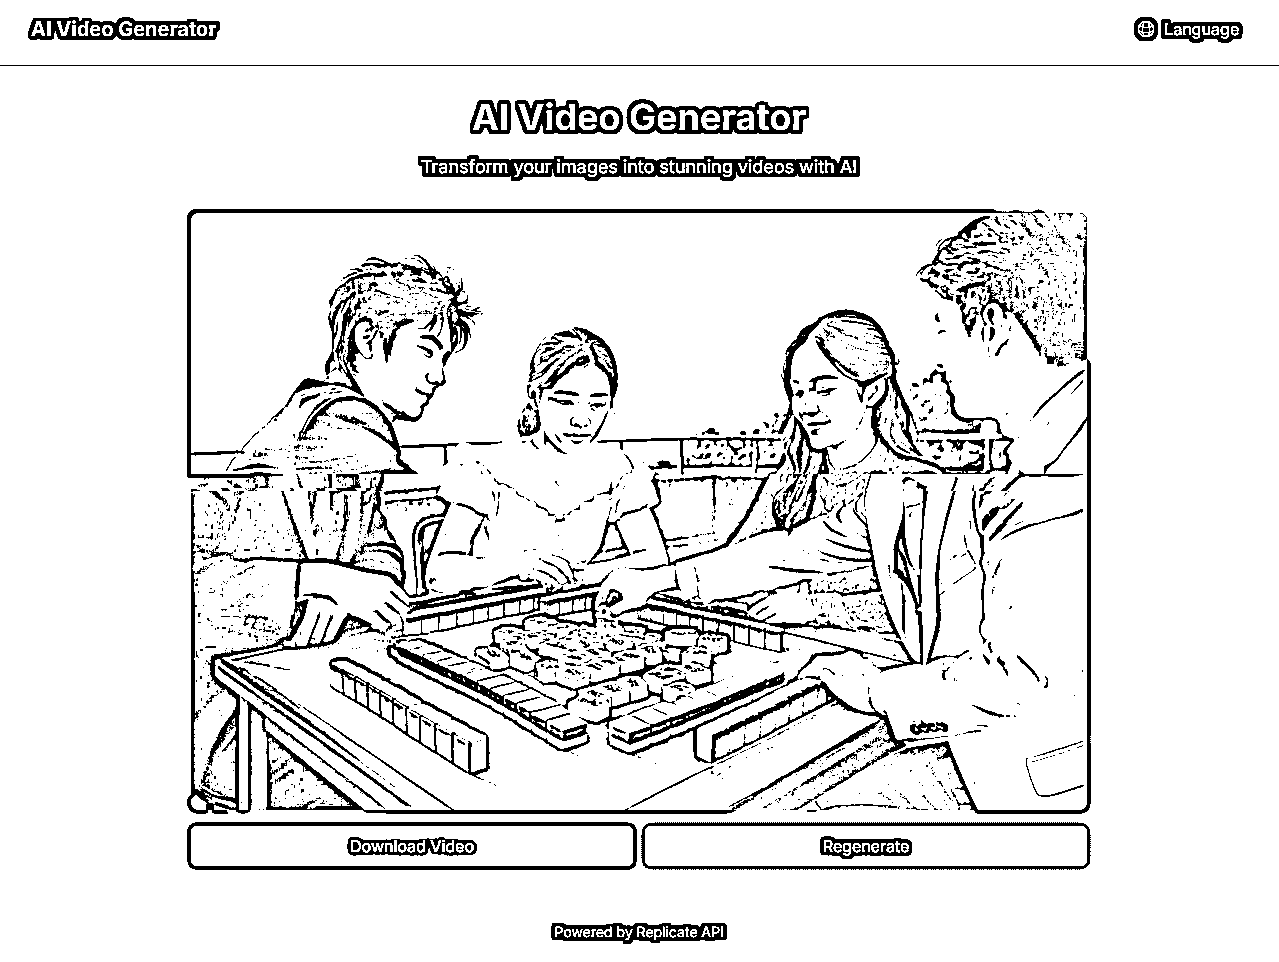 AI Video Generator
Language
AI Video Generator
Transform your images into stunning videos with AI
Download Video
Regenerate
Powered by Replicate API